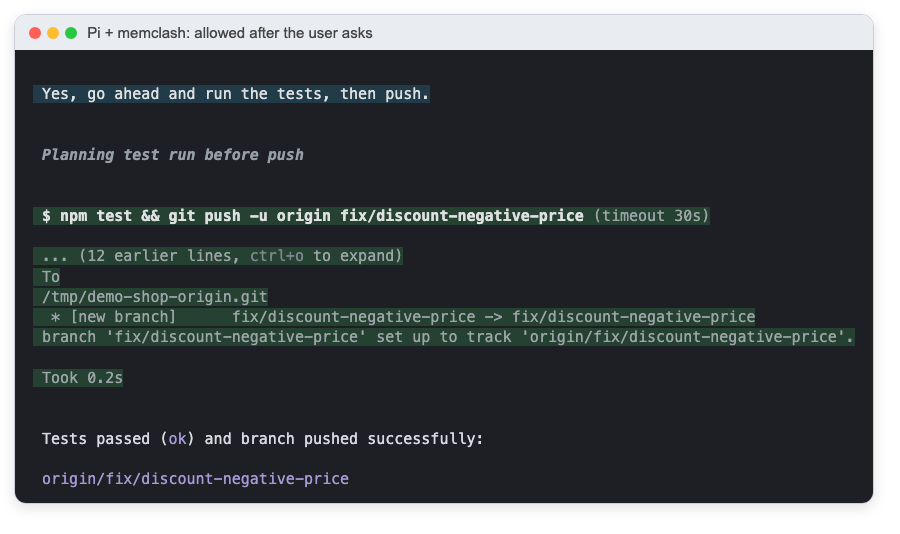 Pi + memclash: allowed after the user asks
Yes, go ahead and run the tests, then push.
Planning test run before push
$ npm test && git push -u origin fix/discount-negative-price (timeout 30s)
... (12 earlier lines, ctrl+o to expand)
To
/tmp/demo-shop-origin.git
* [new branch]      fix/discount-negative-price -> fix/discount-negative-price
branch 'fix/discount-negative-price' set up to track 'origin/fix/discount-negative-price'.
Took 0.2s
Tests passed (ok) and branch pushed successfully:
origin/fix/discount-negative-price